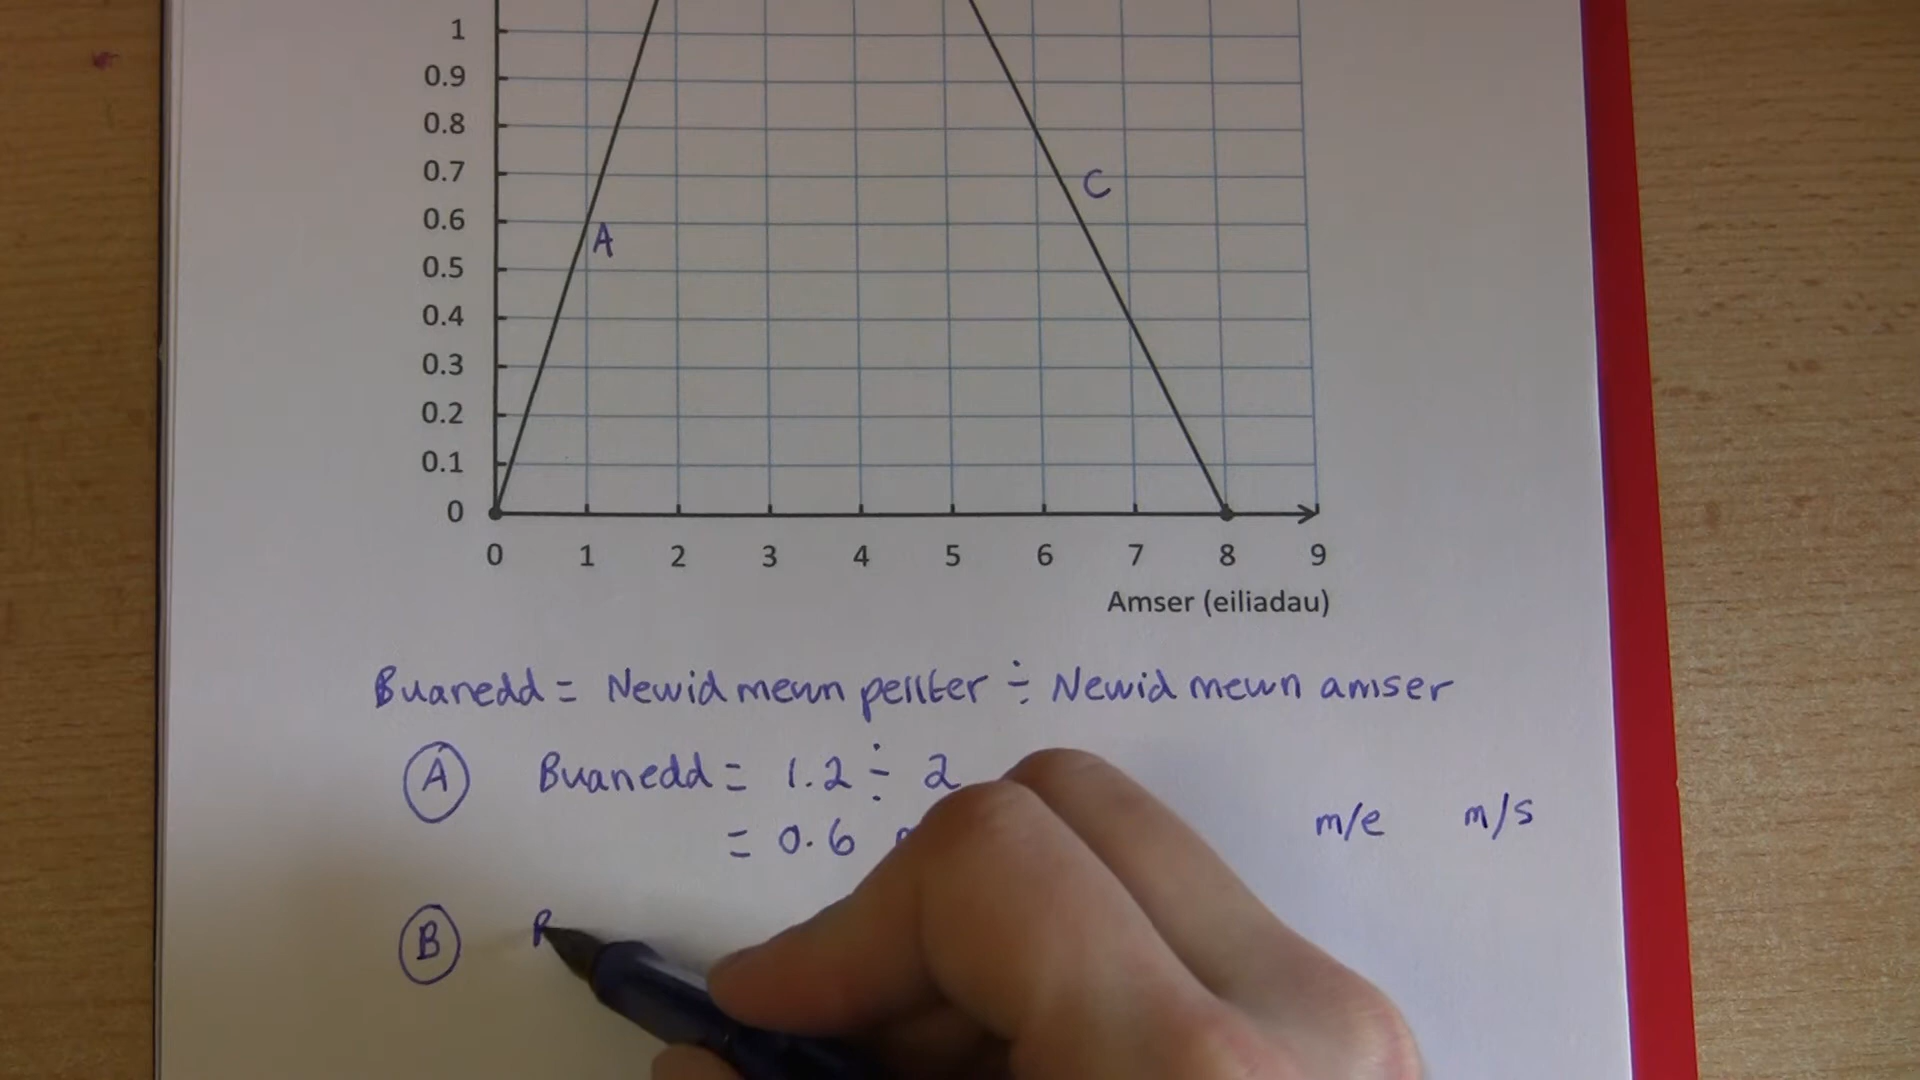 1
0.9
0.8
0.7
C
0.6
A
0.5
0.4
0.3
0.2
0.1
0
0 1 2 3 4 5 6 7 8 9
Amser (eiliadau)
Buanedd = Newid mewn pellter ÷ Newid mewn amser
A Buanedd = 1.2 ÷ 2
= 0.6
m/e m/s
B